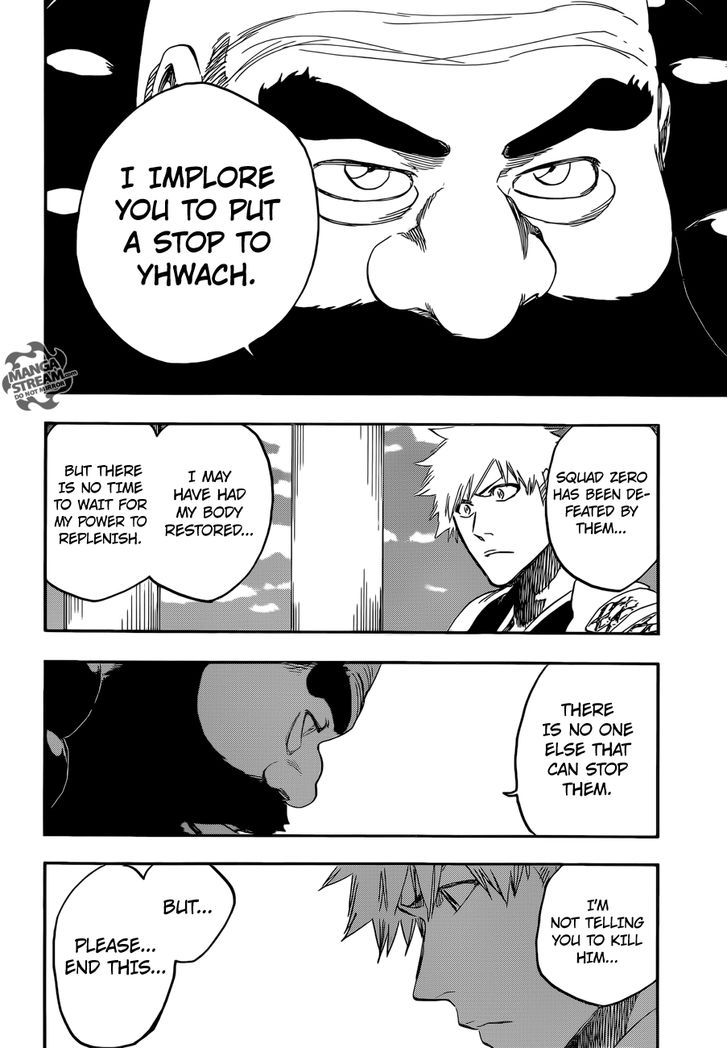 I IMPLORE
YOU TO PUT
A STOP TO
YHWACH.
MANGA
STREAM.com
DO NOT MIRROR
SQUAD ZERO
HAS BEEN DE-
FEATED BY
THEM...
I MAY
HAVE HAD
MY BODY
RESTORED...
BUT THERE
IS NO TIME
TO WAIT FOR
MY POWER TO
REPLENISH.
THERE
IS NO ONE
ELSE THAT
CAN STOP
THEM.
I'M
NOT TELLING
YOU TO KILL
HIM...
BUT...
PLEASE...
END THIS...